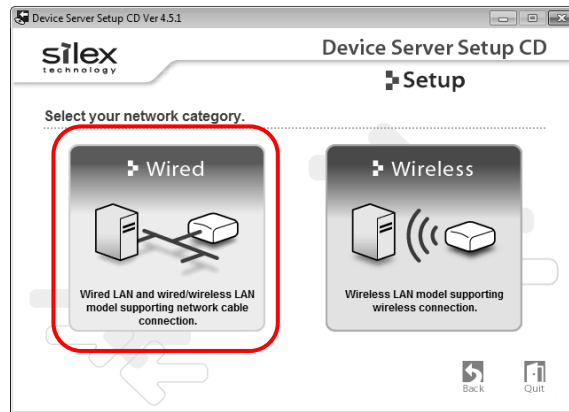 Device Server Setup CD Ver 4.5.1
silex
technology
Device Server Setup CD
Setup
Select your network category.
Wired
Wired LAN and wired/wireless LAN
model supporting network cable
connection.
Wireless
Wireless LAN model supporting
wireless connection.
Back
Quit